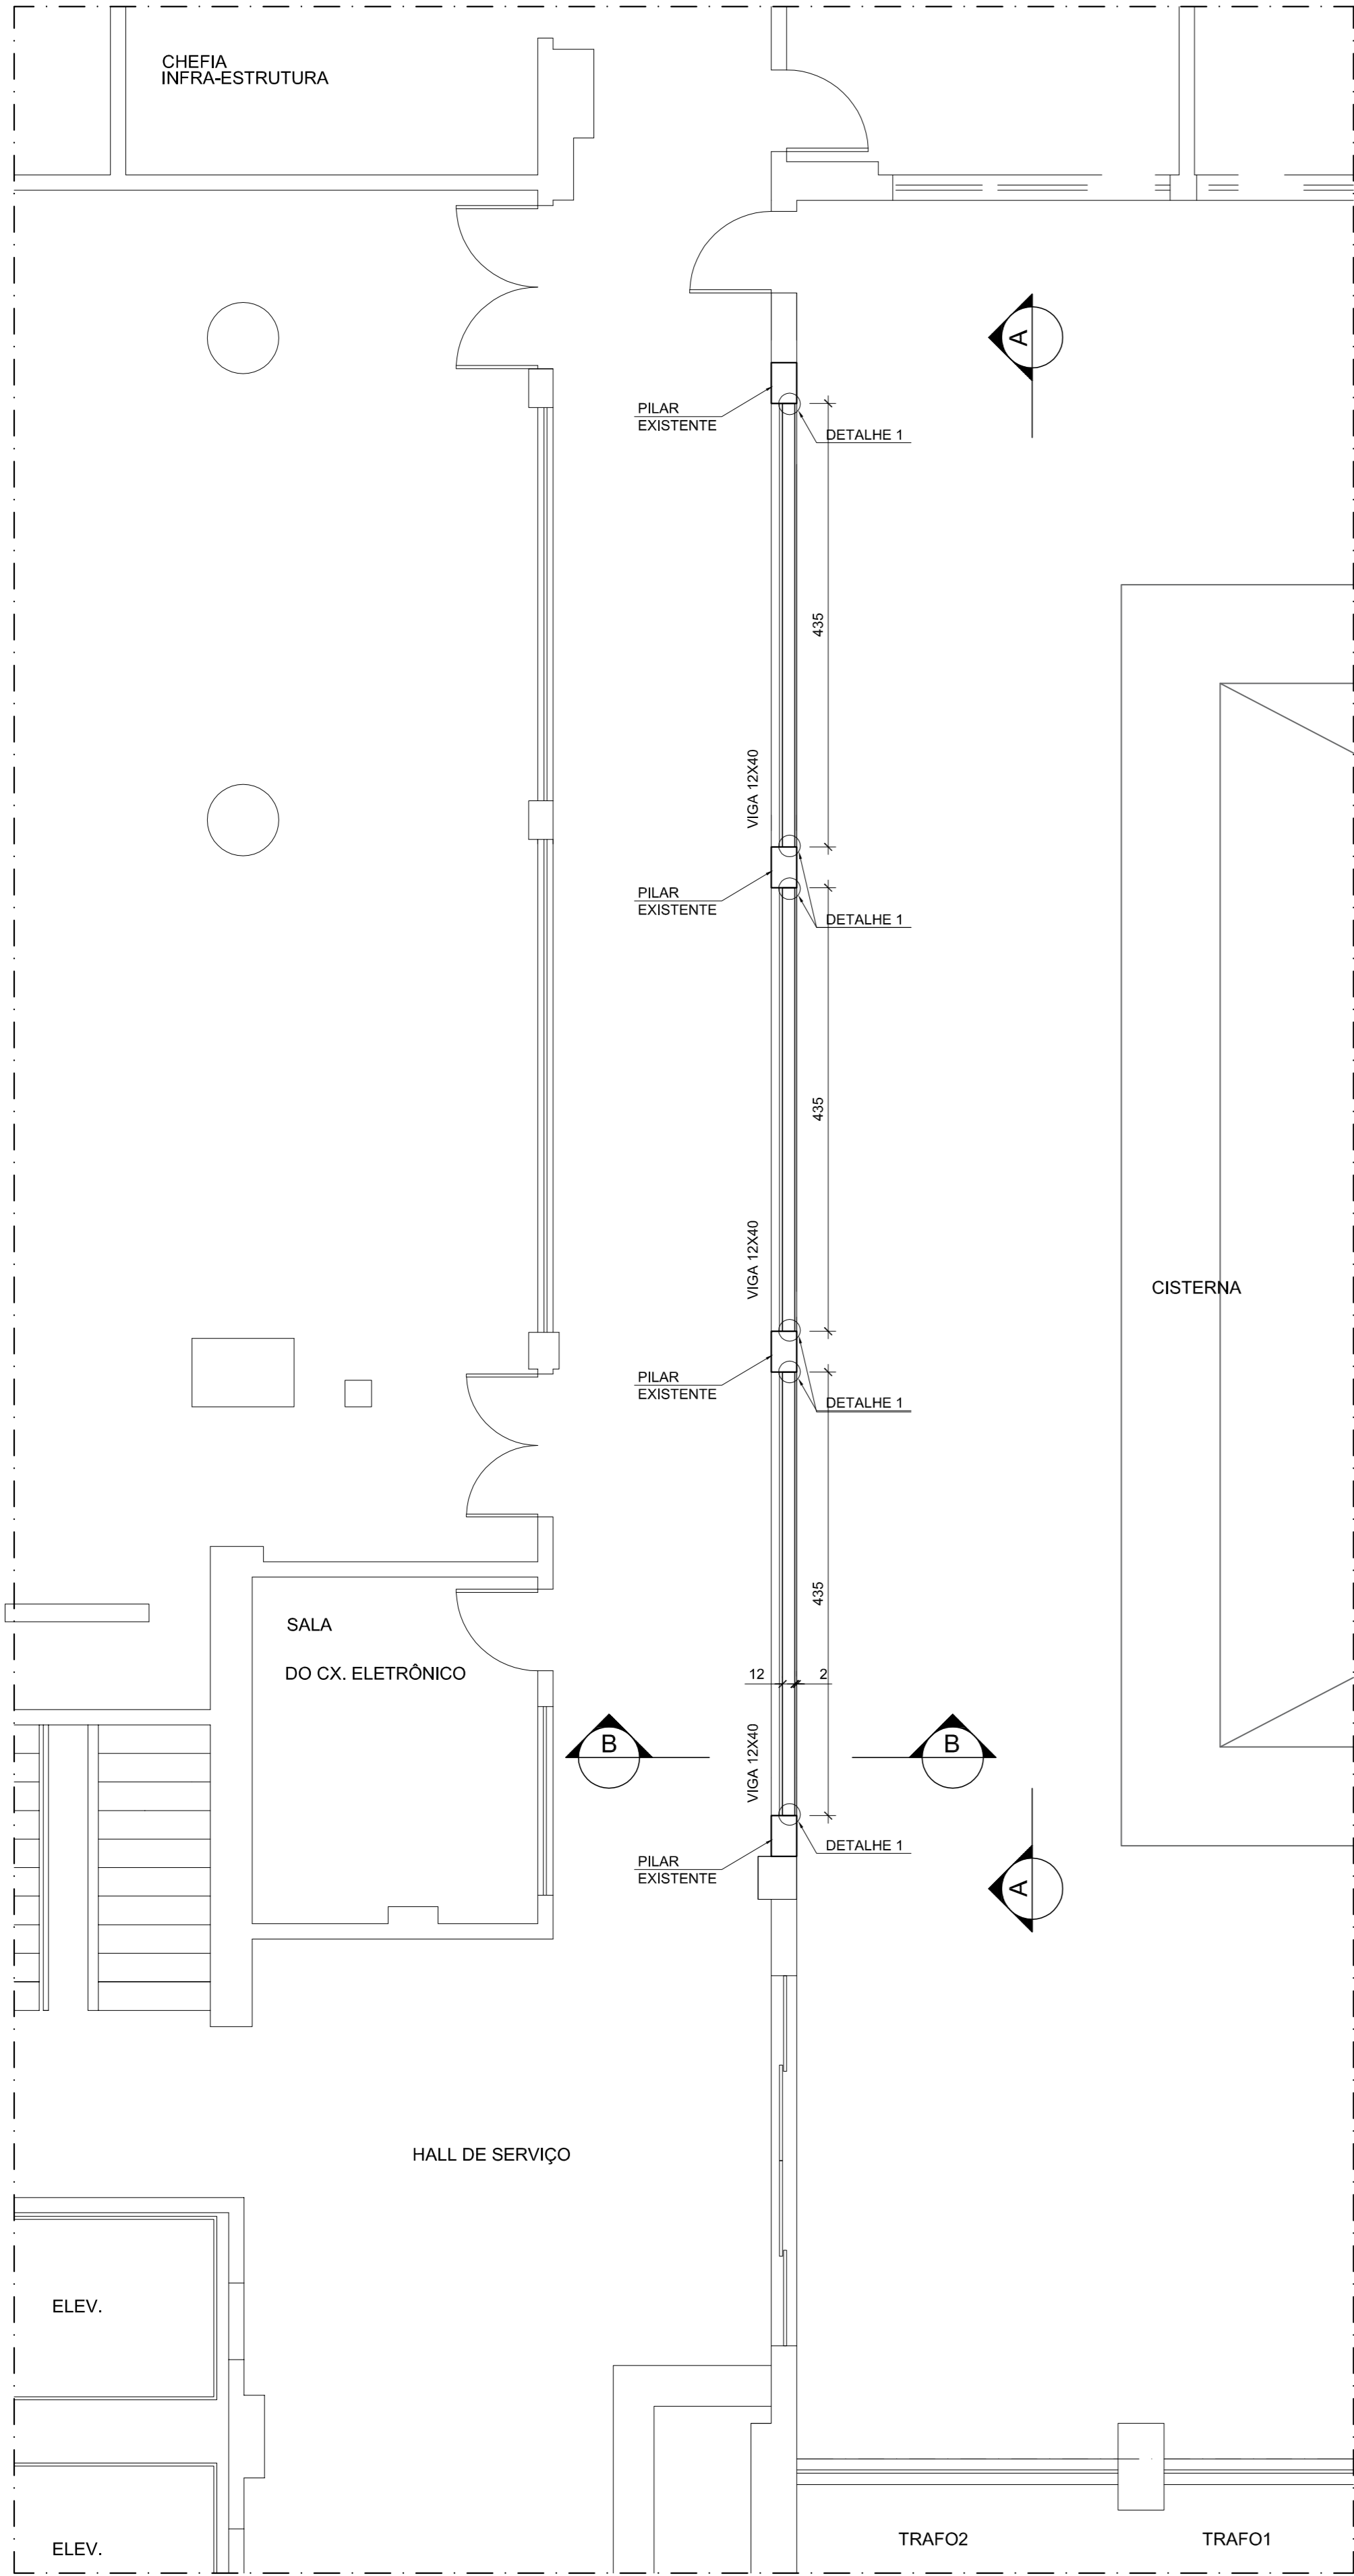 CHEFIA
INFRA-ESTRUTURA
A
PILAR
EXISTENTE
DETALHE 1
435
VIGA 12X40
PILAR
EXISTENTE
DETALHE 1
435
VIGA 12X40
CISTERNA
PILAR
EXISTENTE
DETALHE 1
435
SALA
DO CX. ELETRÔNICO
12
2
VIGA 12X40
B
B
PILAR
EXISTENTE
DETALHE 1
A
HALL DE SERVIÇO
ELEV.
ELEV.
TRAFO2
TRAFO1